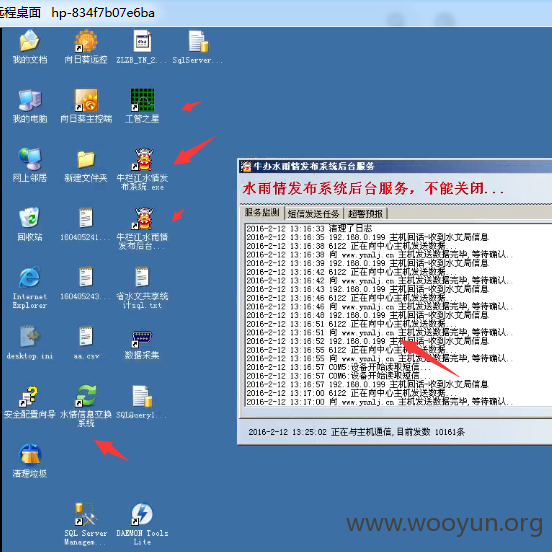 远程桌面 hp-834f7b07e6ba
我的文档
向日葵远控
ZLZB_YN_2...
SqlServer...
我的电脑
向日葵主控端
工管之星
网上邻居
新建文件夹
牛栏江水情发
布系统.exe
回收站
160405241...
牛栏江水雨情
发布后台...
Internet
Explorer
160405243...
省水文共享统
计sql.txt
desktop.ini
aa.csv
数据采集
安全配置向导
水情信息交换
系统
SQLQuery1...
清理垃圾
SQL Server
Managem...
DAEMON Tools
Lite
牛办水雨情发布系统后台服务
水雨情发布系统后台服务，不能关闭...
服务监测
短信发送任务
超警预报
2016-2-12 13:16:33 清理了日志
2016-2-12 13:16:35 192.168.0.199 主机回话-收到水文局信息
2016-2-12 13:16:38 6122 正在向中心主机发送数据...
2016-2-12 13:16:39 向 www.ynnlj.cn 主机发送数据完毕,等待确认..
2016-2-12 13:16:39 192.168.0.199 主机回话-收到水文局信息
2016-2-12 13:16:42 6122 正在向中心主机发送数据...
2016-2-12 13:16:42 向 www.ynnlj.cn 主机发送数据完毕,等待确认..
2016-2-12 13:16:43 192.168.0.199 主机回话-收到水文局信息
2016-2-12 13:16:46 6122 正在向中心主机发送数据...
2016-2-12 13:16:46 向 www.ynnlj.cn 主机发送数据完毕,等待确认..
2016-2-12 13:16:48 192.168.0.199 主机回话-收到水文局信息
2016-2-12 13:16:51 6122 正在向中心主机发送数据...
2016-2-12 13:16:51 向 www.ynnlj.cn 主机发送数据完毕,等待确认..
2016-2-12 13:16:52 192.168.0.199 主机回话-收到水文局信息
2016-2-12 13:16:55 6122 正在向中心主机发送数据...
2016-2-12 13:16:55 向 www.ynnlj.cn 主机发送数据完毕,等待确认..
2016-2-12 13:16:57 COM5:设备开始读取短信...
2016-2-12 13:16:57 COM6:设备开始读取短信...
2016-2-12 13:16:57 192.168.0.199 主机回话-收到水文局信息
2016-2-12 13:17:00 6122 正在向中心主机发送数据...
2016-2-12 13:17:00 向 www.ynnlj.cn 主机发送数据完毕,等待确认..
2016-2-12 13:25:02 正在与主机通信,目前发数 10161条
www.wooyun.org